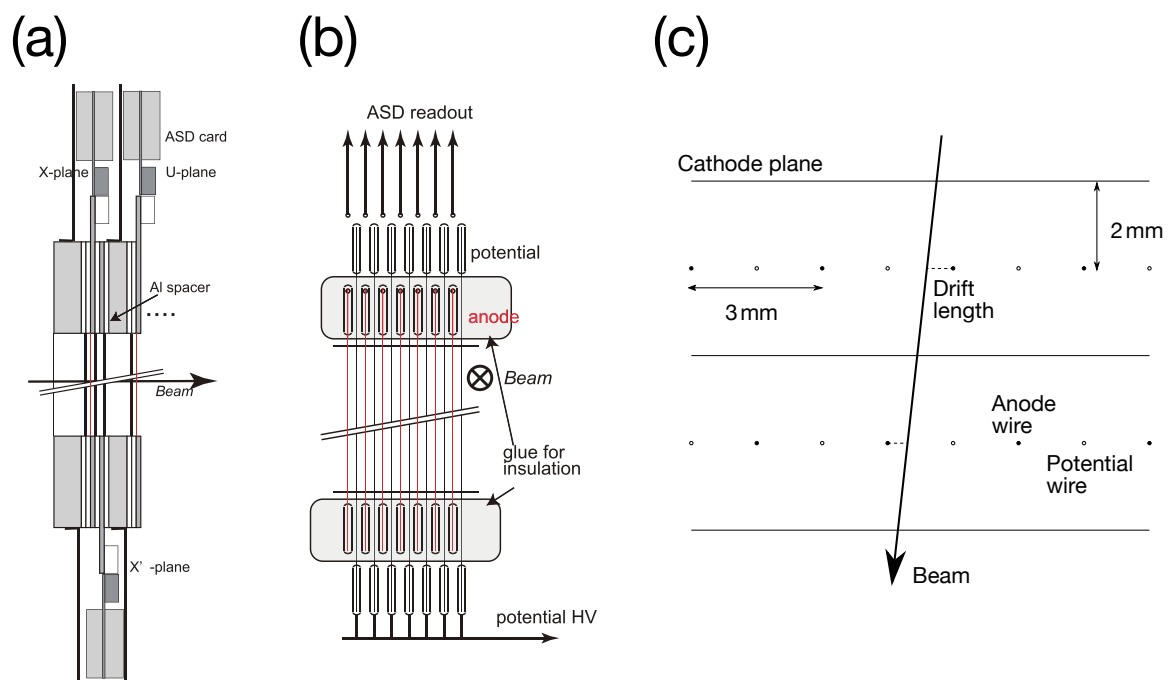 (a)
ASD card
X-plane
U-plane
Al spacer
....
Beam
X' -plane
(b)
ASD readout
potential
anode
Beam
glue for
insulation
potential HV
(c)
Cathode plane
2 mm
Drift
length
3 mm
Anode
wire
Potential
wire
Beam